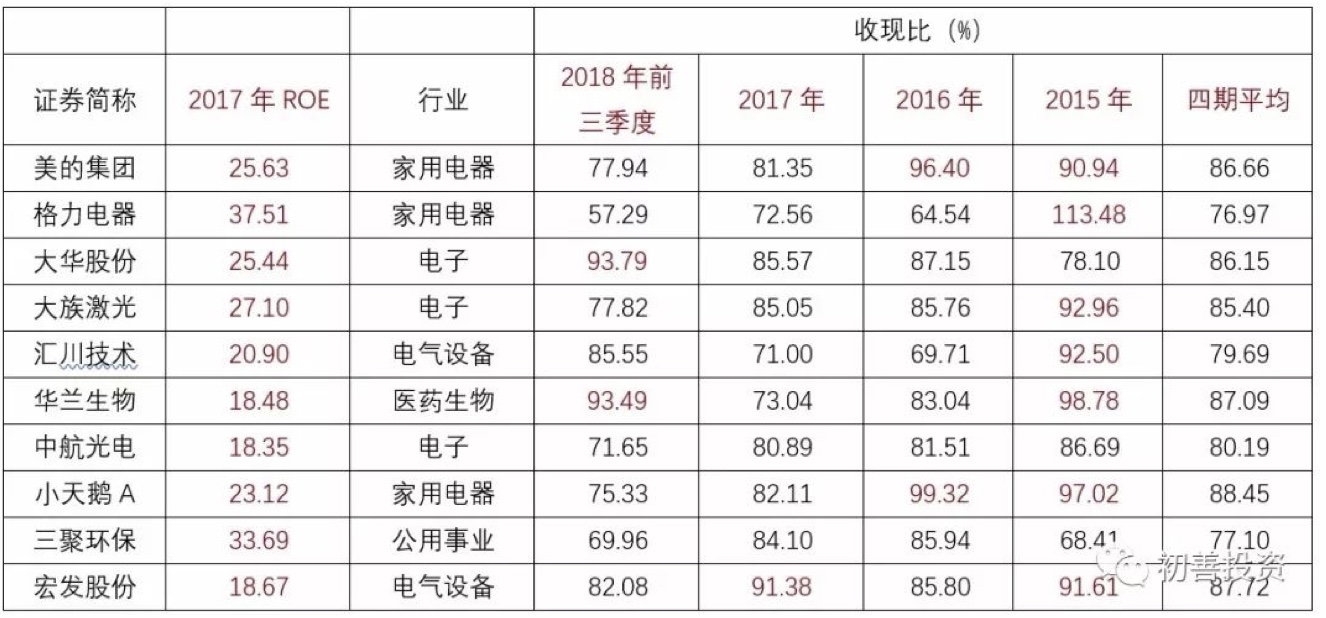 收现比（%）
证券简称 2017 年 ROE 行业 2018 年前三季度 2017 年 2016 年 2015 年 四期平均
美的集团 25.63 家用电器 77.94 81.35 96.40 90.94 86.66
格力电器 37.51 家用电器 57.29 72.56 64.54 113.48 76.97
大华股份 25.44 电子 93.79 85.57 87.15 78.10 86.15
大族激光 27.10 电子 77.82 85.05 85.76 92.96 85.40
汇川技术 20.90 电气设备 85.55 71.00 69.71 92.50 79.69
华兰生物 18.48 医药生物 93.49 73.04 83.04 98.78 87.09
中航光电 18.35 电子 71.65 80.89 81.51 86.69 80.19
小天鹅 A 23.12 家用电器 75.33 82.11 99.32 97.02 88.45
三聚环保 33.69 公用事业 69.96 84.10 85.94 68.41 77.10
宏发股份 18.67 电气设备 82.08 91.38 85.80 91.61 87.72
初善投资